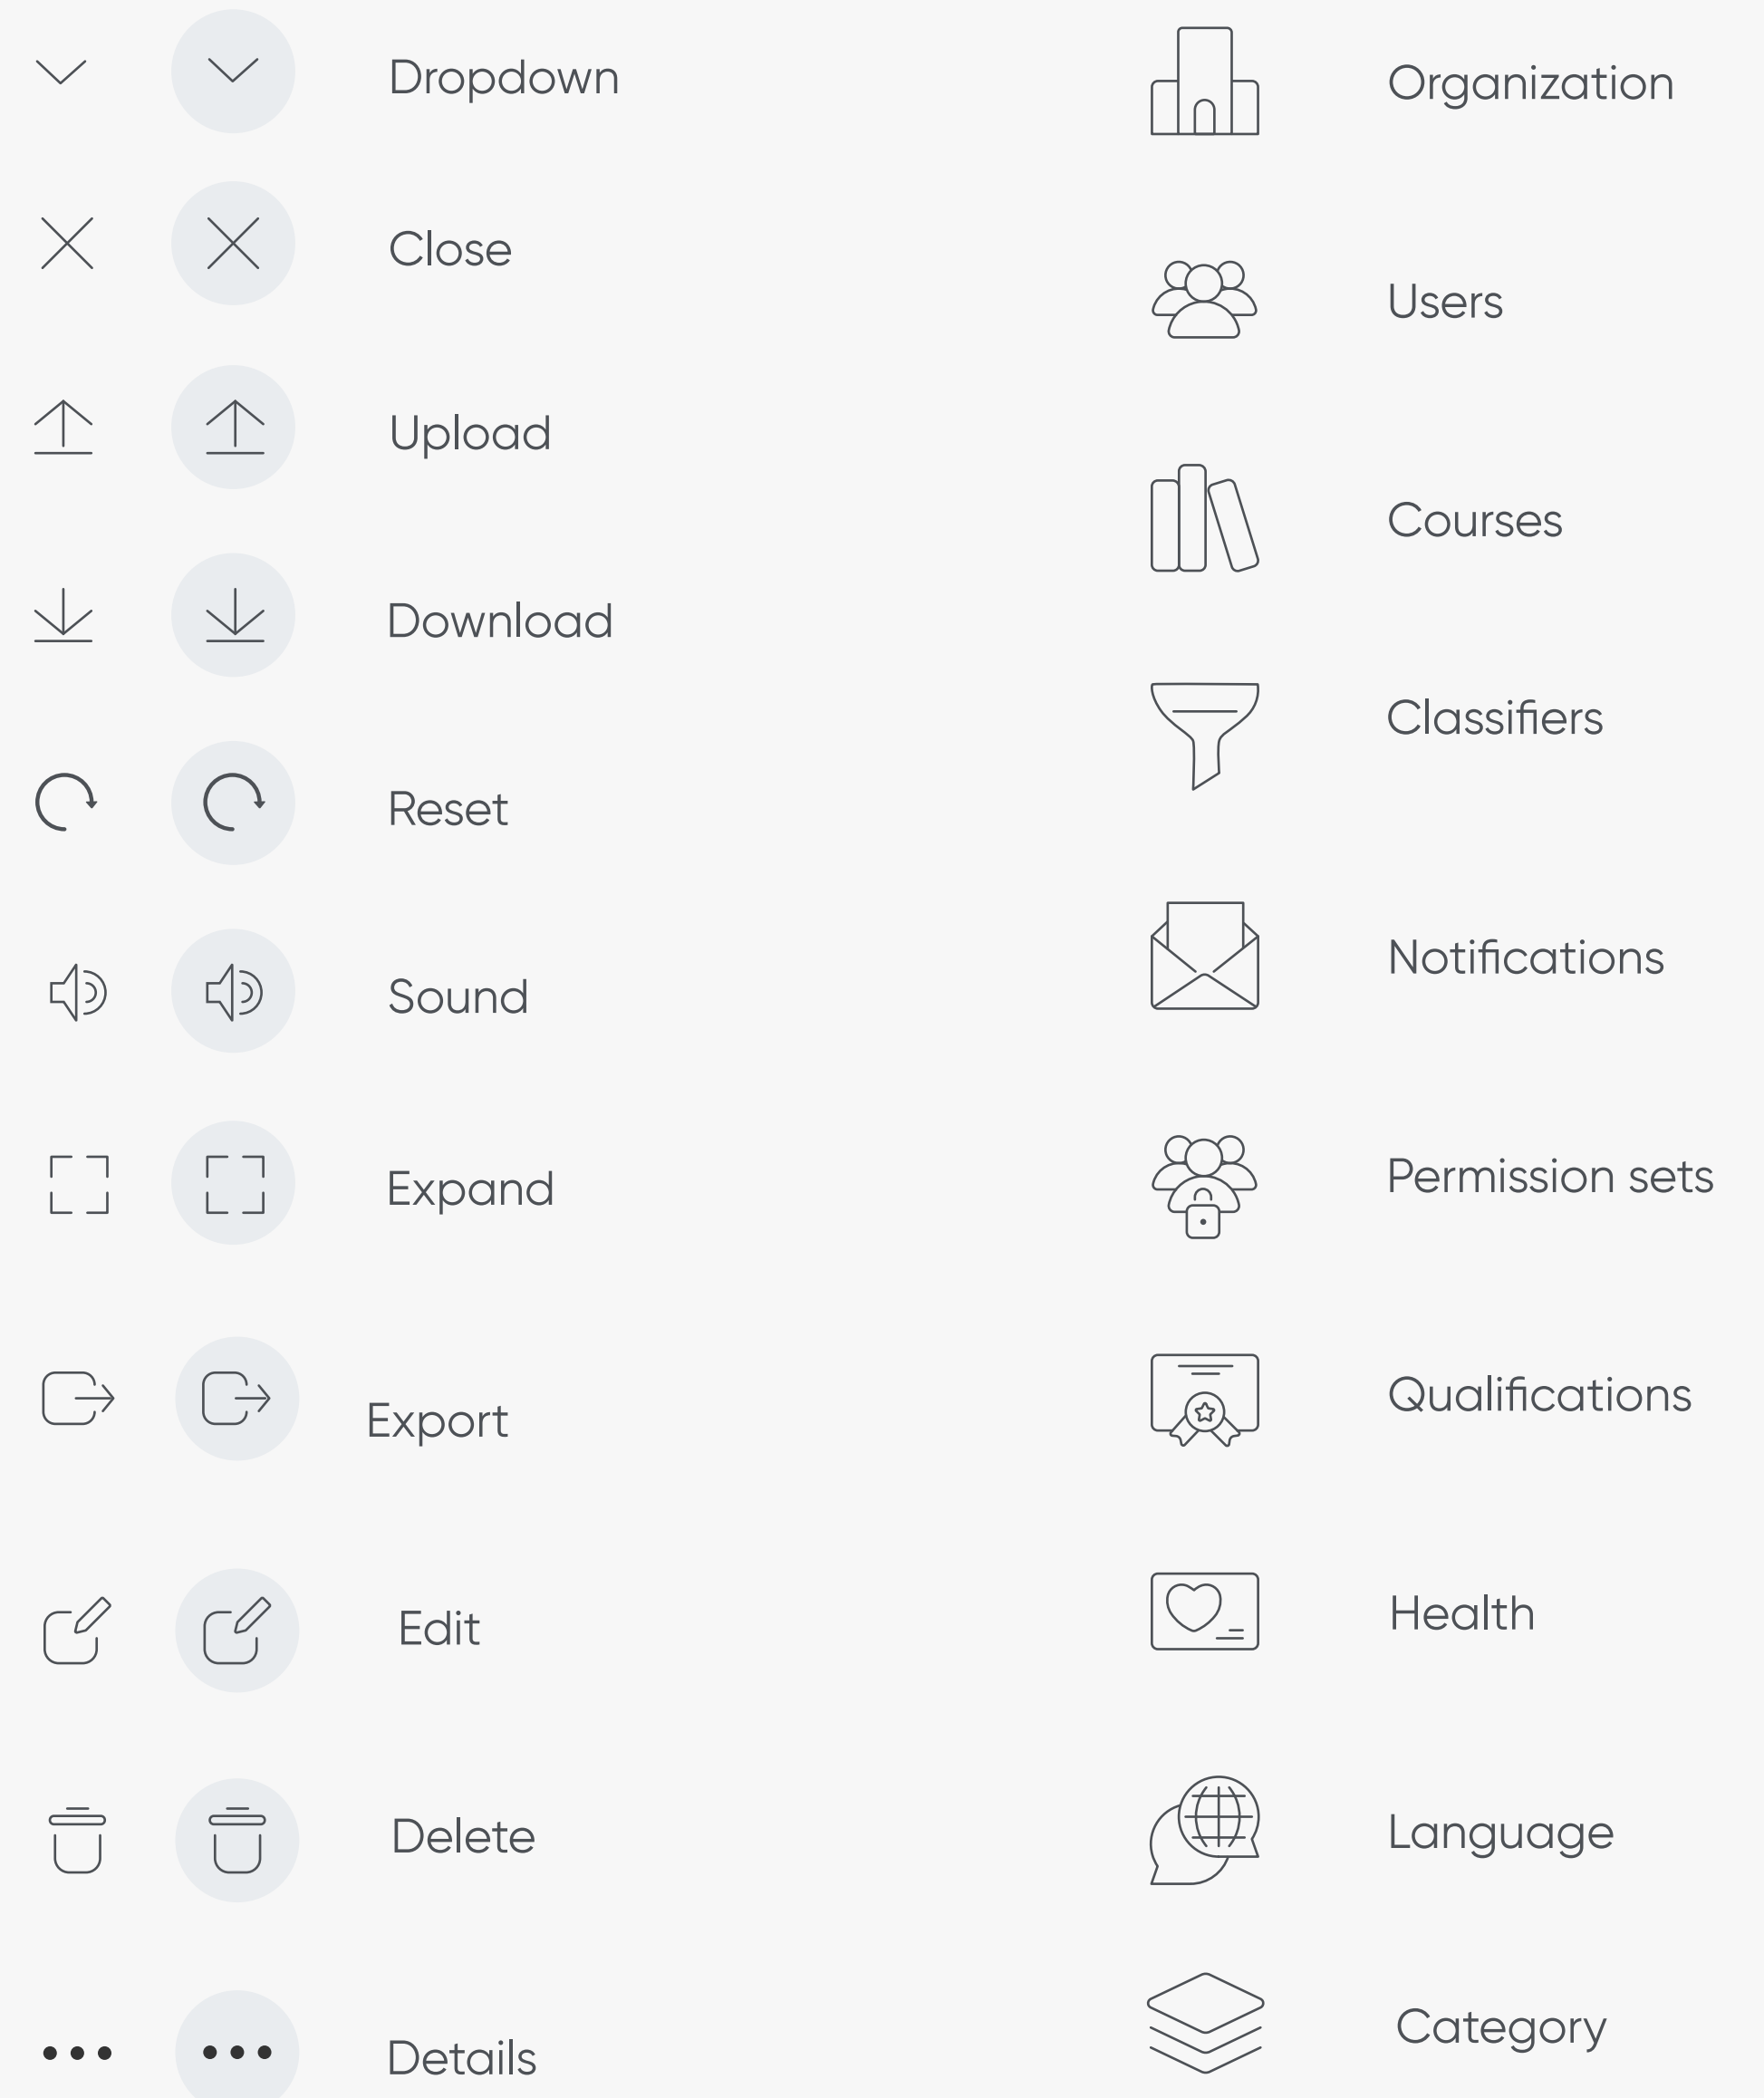 Dropdown
Close
Upload
Download
Reset
Sound
Expand
Export
Edit
Delete
Details
Organization
Users
Courses
Classifiers
Notifications
Permission sets
Qualifications
Health
Language
Category